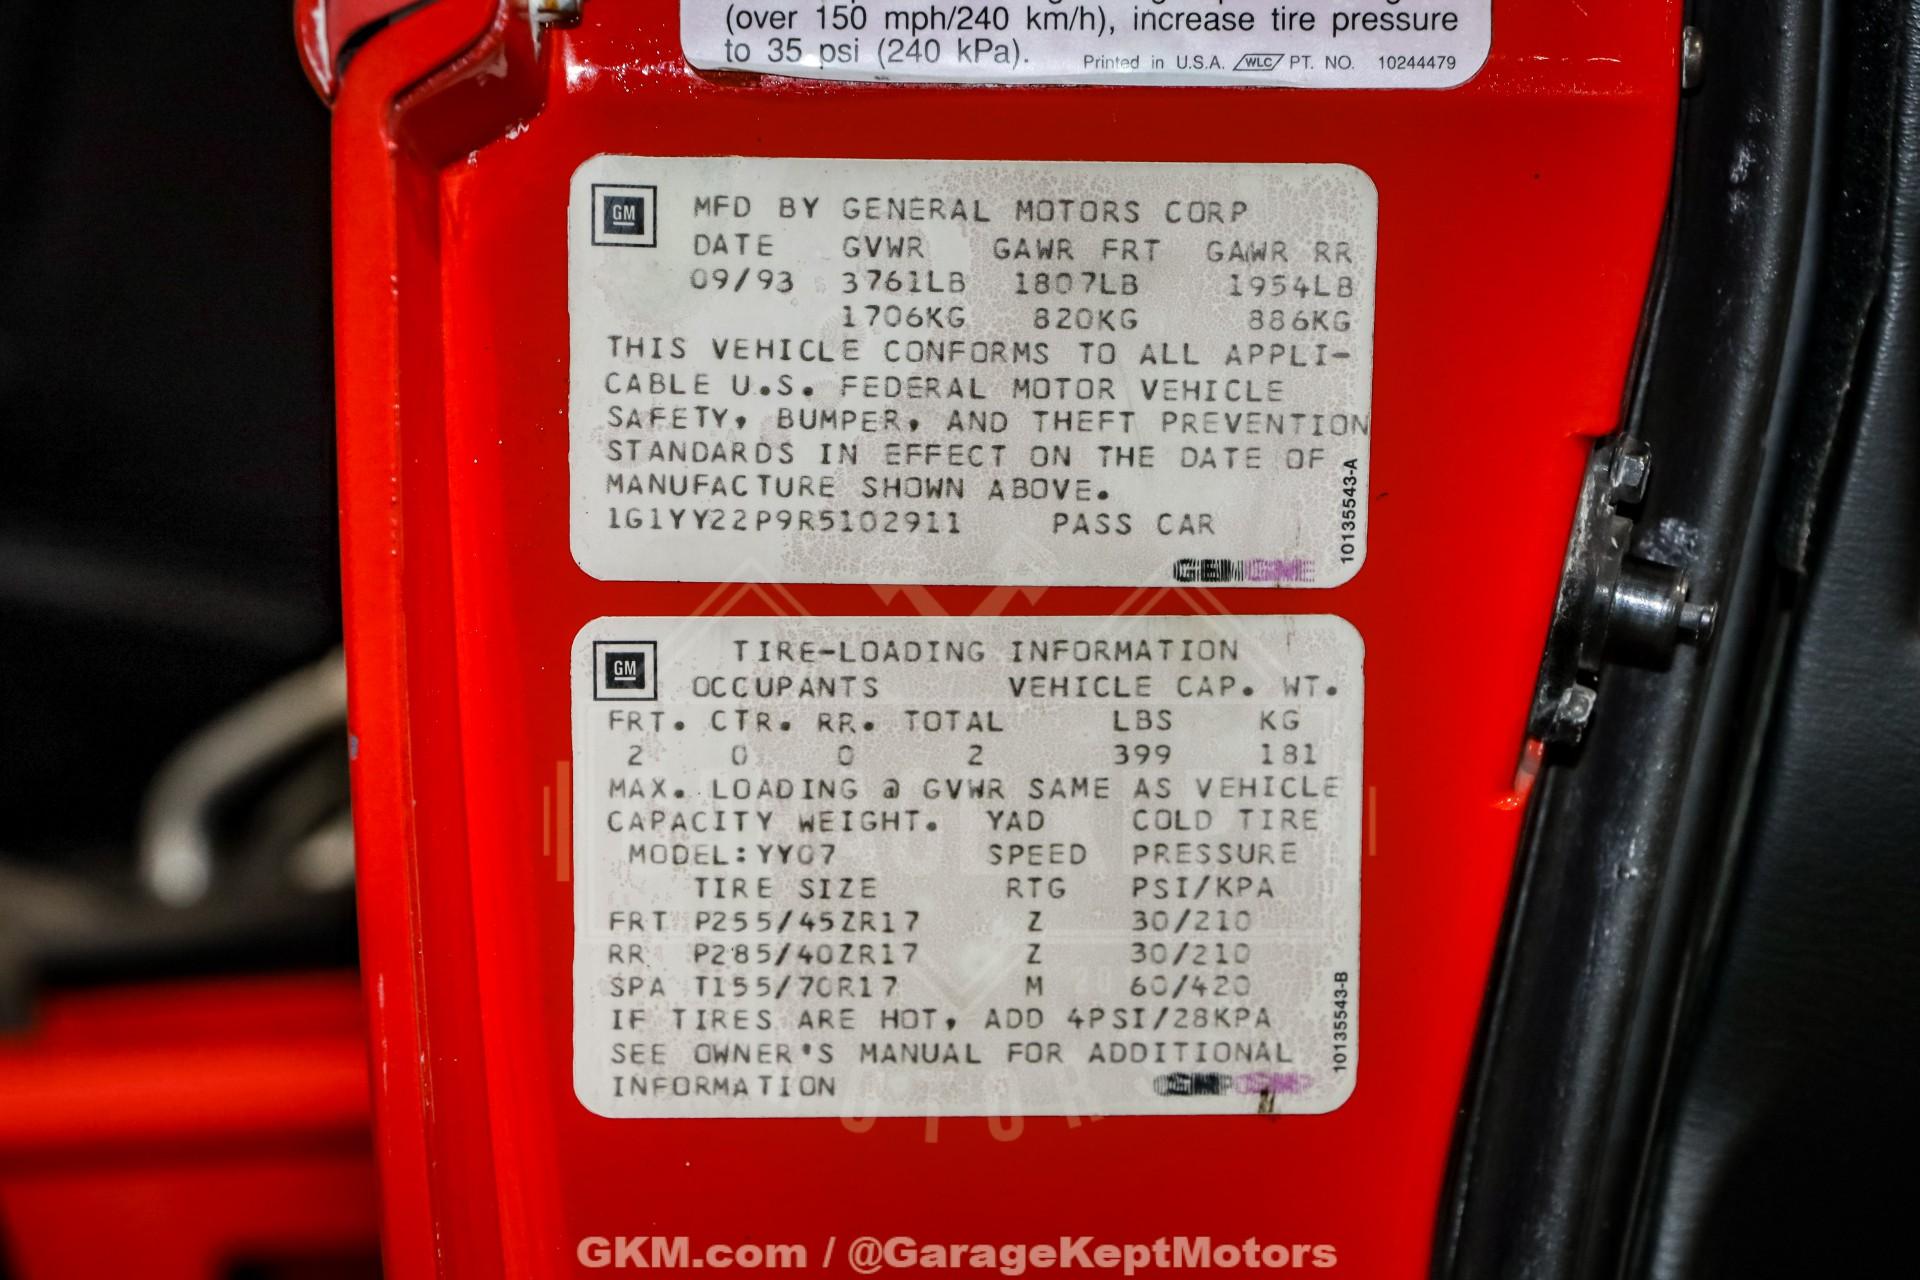 (over 150 mph/240 km/h), increase tire pressure
to 35 psi (240 kPa).
Printed in U.S.A. WLC PT. NO. 10244479
GM
MFD BY GENERAL MOTORS CORP
DATE GVWR GAWR FRT GAWR RR
09/93 3761LB 1807LB 1954LB
1706KG 820KG 886KG
THIS VEHICLE CONFORMS TO ALL APPLI-
CABLE U.S. FEDERAL MOTOR VEHICLE
SAFETY, BUMPER, AND THEFT PREVENTION
STANDARDS IN EFFECT ON THE DATE OF
MANUFACTURE SHOWN ABOVE.
1G1YY22P9R5102911 PASS CAR
10135543-A
GM
TIRE-LOADING INFORMATION
OCCUPANTS VEHICLE CAP. WT.
FRT. CTR. RR. TOTAL LBS KG
2 0 0 2 399 181
MAX. LOADING @ GVWR SAME AS VEHICLE
CAPACITY WEIGHT. YAD COLD TIRE
MODEL:YY07 SPEED PRESSURE
TIRE SIZE RTG PSI/KPA
FRT P255/45ZR17 Z 30/210
RR P285/40ZR17 Z 30/210
SPA T155/70R17 M 60/420
IF TIRES ARE HOT, ADD 4PSI/28KPA
SEE OWNER'S MANUAL FOR ADDITIONAL
INFORMATION
10135543-B
MOTORS
GKM.com / @GarageKeptMotors